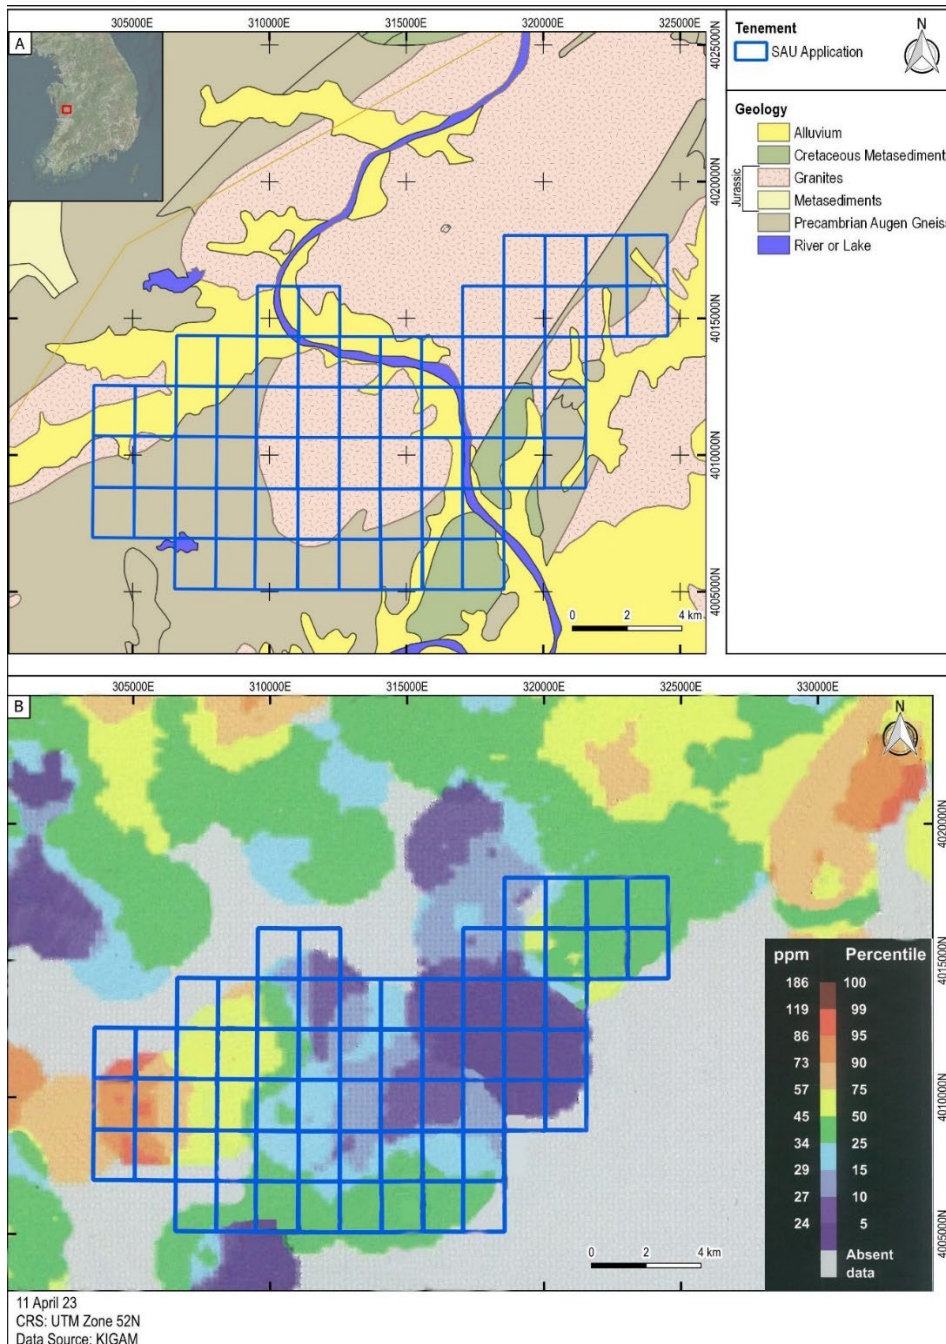 305000E 310000E 315000E 320000E 325000E
A
N
Tenement
SAU Application
Geology
Alluvium
Cretaceous Metasediment
Granites
Jurassic
Metasediments
Precambrian Augen Gneiss
River or Lake
4025000N
4020000N
4015000N
4010000N
4005000N
0 2 4 km
305000E 310000E 315000E 320000E 325000E 330000E
B
N
4020000N
4015000N
4010000N
4005000N
ppm Percentile
186 100
119 99
86 95
73 90
57 75
45 50
34 25
29 15
27 10
24 5
Absent
data
0 2 4 km
11 April 23
CRS: UTM Zone 52N
Data Source: KIGAM